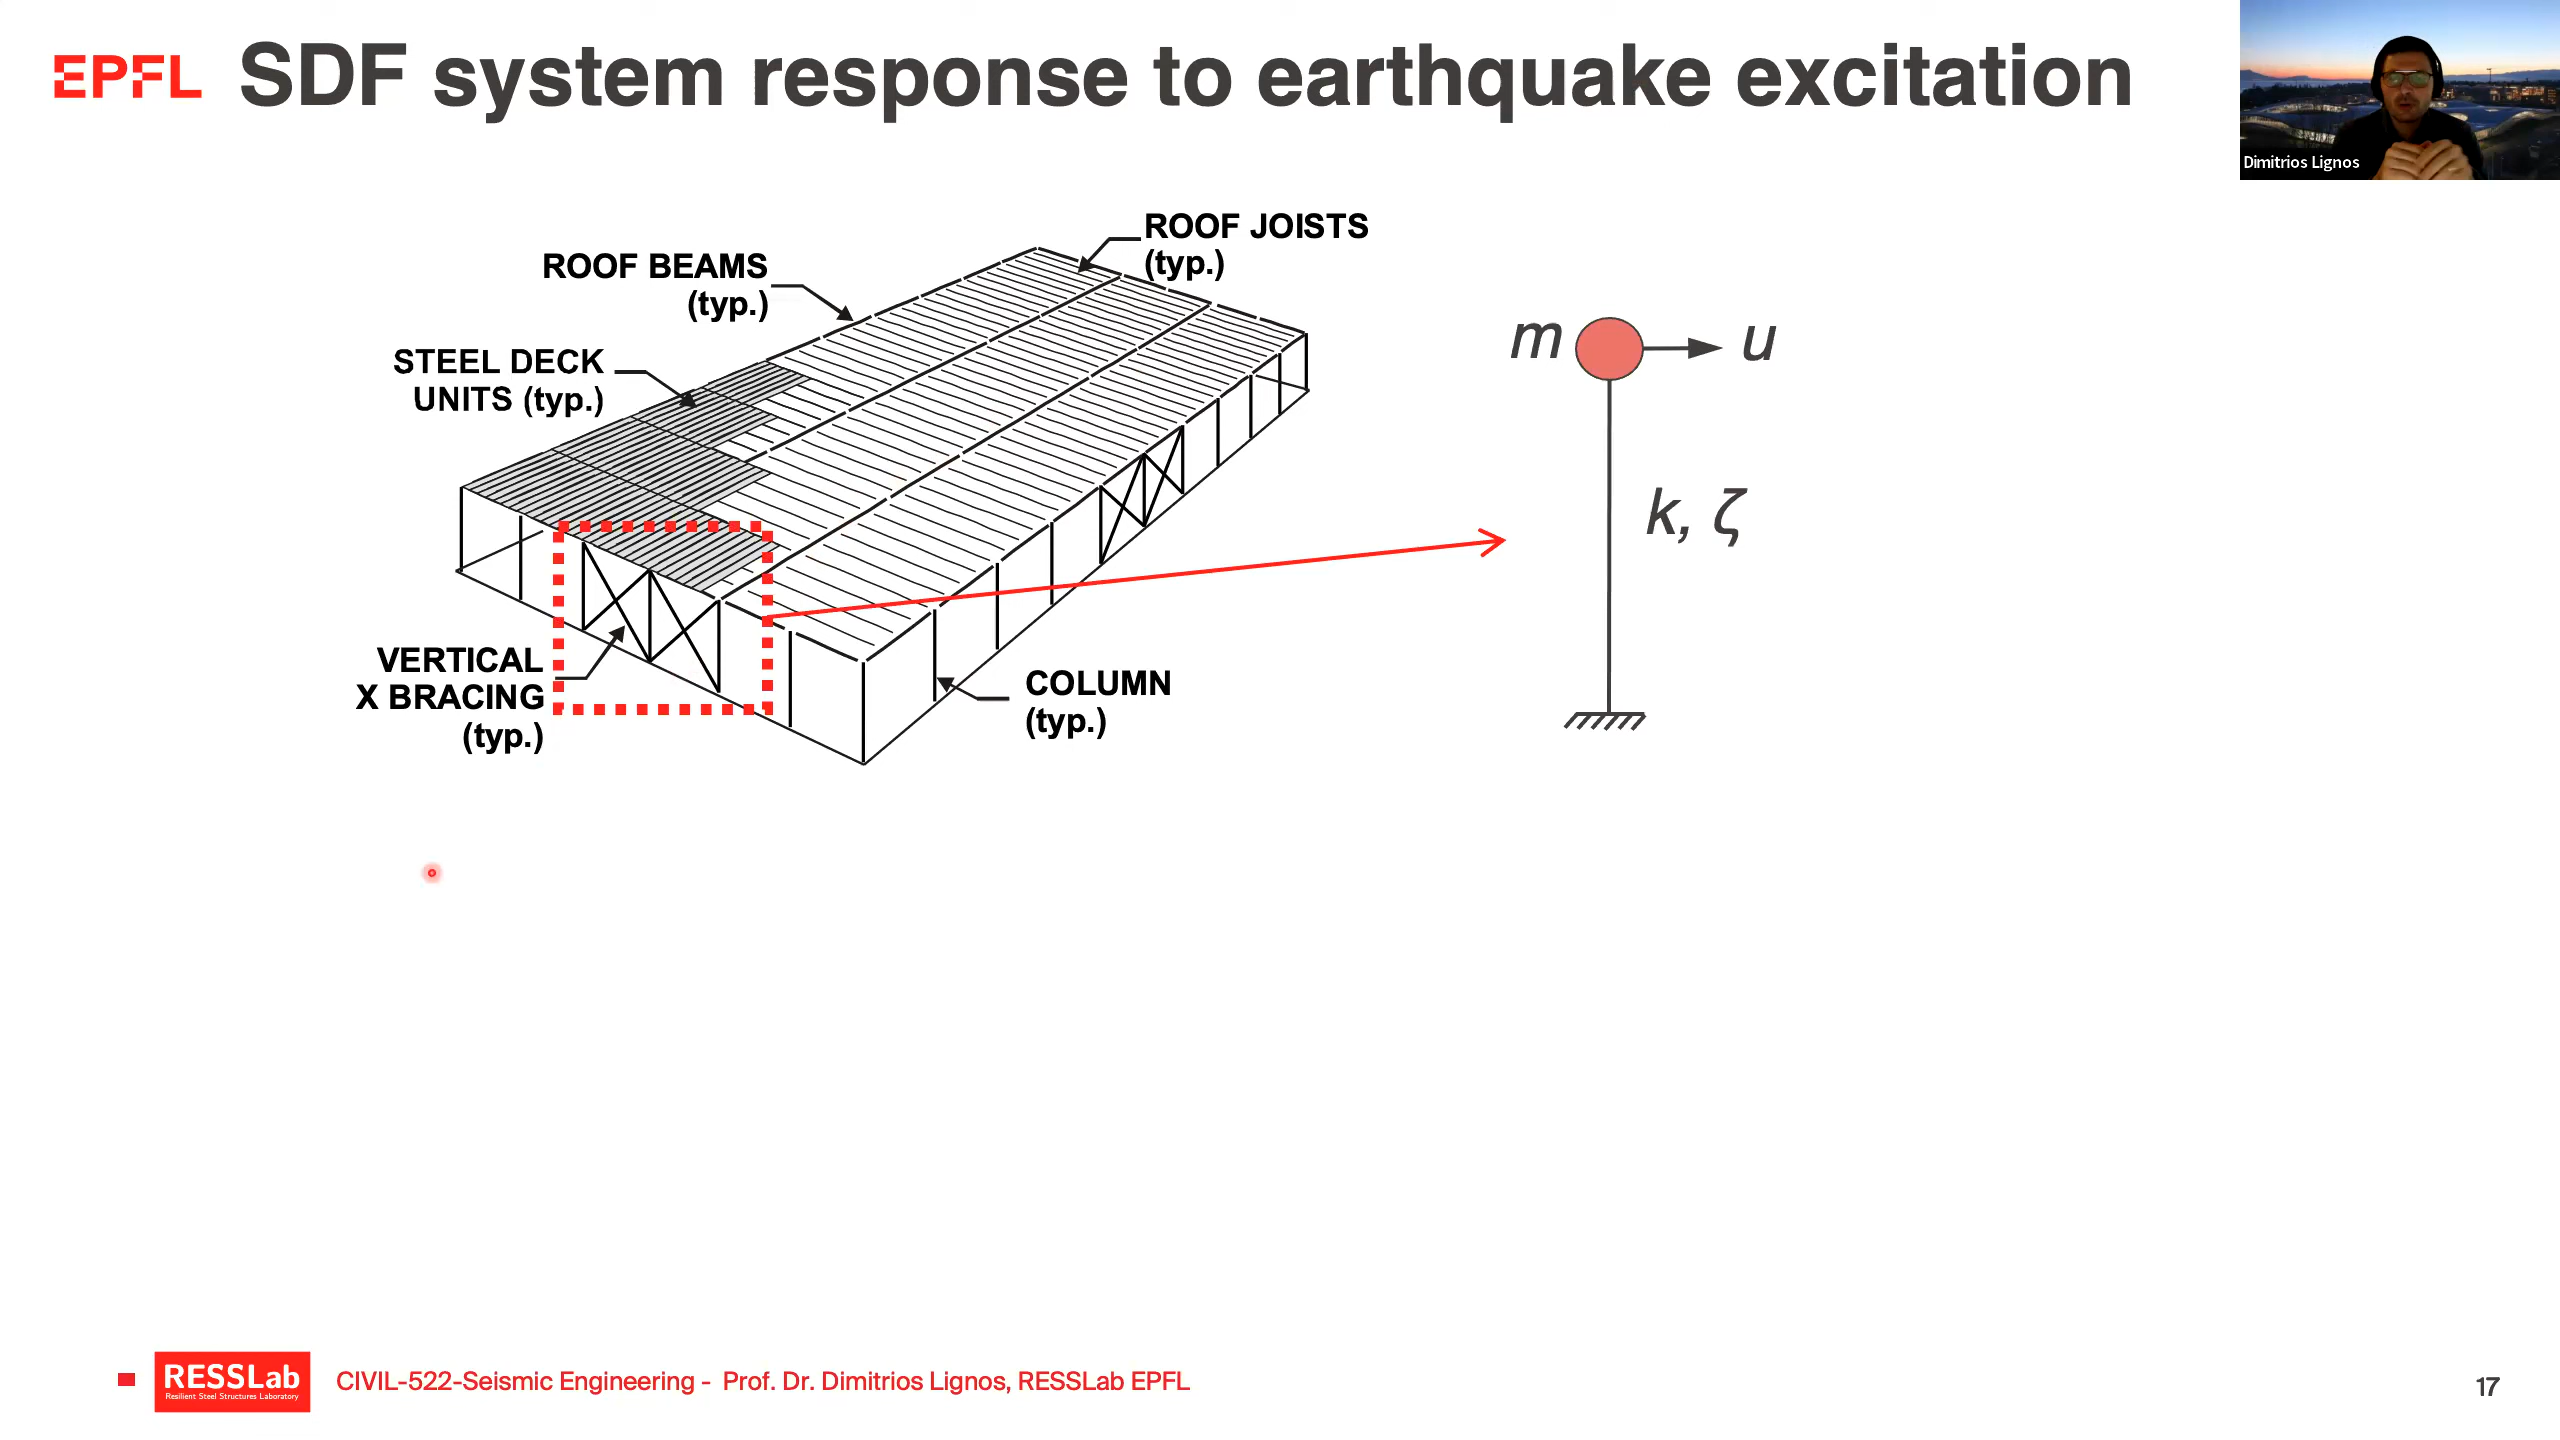 EPFL SDF system response to earthquake excitation
Dimitrios Lignos
ROOF JOISTS
(typ.)
ROOF BEAMS
(typ.)
STEEL DECK
UNITS (typ.)
m
u
k, ζ
VERTICAL
X BRACING
(typ.)
COLUMN
(typ.)
RESSLab
Resilient Steel Structures Laboratory
CIVIL-522-Seismic Engineering - Prof. Dr. Dimitrios Lignos, RESSLab EPFL
17